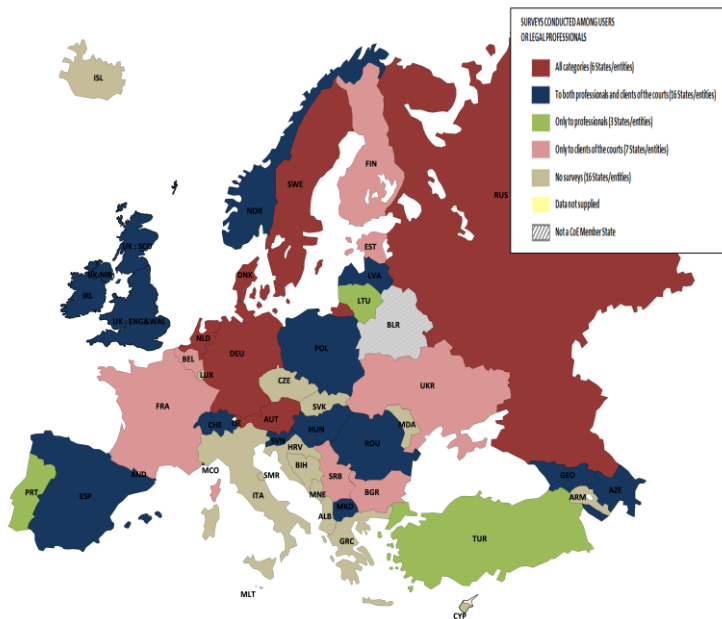 SURVEYS CONDUCTED AMONG USERS
OR LEGAL PROFESSIONALS
All categories (6 States/entities)
To both professionals and clients of the courts (16 States/entities)
Only to professionals (3 States/entities)
Only to clients of the courts (7 States/entities)
No surveys (16 States/entities)
Data not supplied
Not a CoE Member State
ISL
FIN
RUS
SWE
NOR
UK : SCO
EST
UK:NIR
DNK
LVA
IRL
LTU
UK : ENG&WAL
BLR
NLD
POL
DEU
BEL
LUX
CZE
UKR
SVK
FRA
AUT
MDA
CHE
LIE
HUN
SVN
ROU
HRV
MCO
BIH
SRB
GEO
AND
SMR
AZE
PRT
ESP
ITA
MNE
BGR
ARM
MKD
ALB
GRC
TUR
MLT
CYP